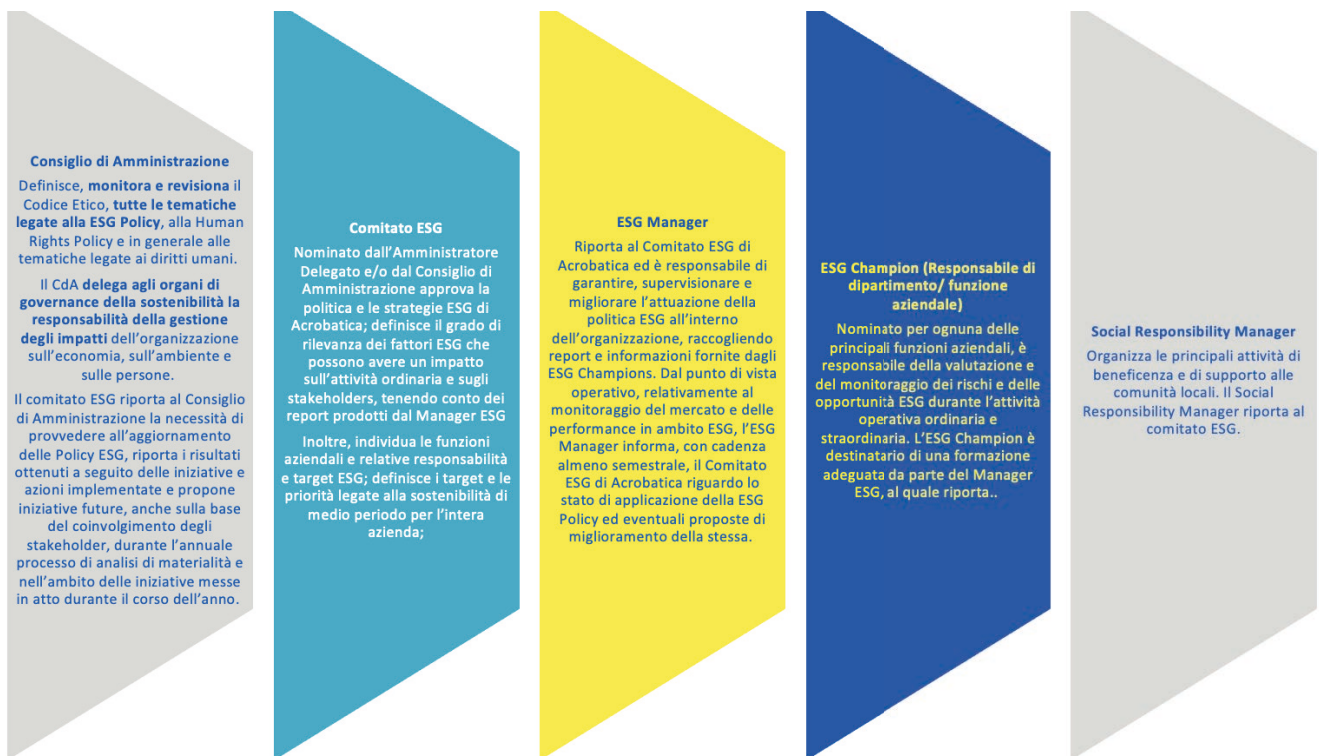 Consiglio di Amministrazione
Definisce, monitora e revisiona il
Codice Etico, tutte le tematiche
legate alla ESG Policy, alla Human
Rights Policy e in generale alle
tematiche legate ai diritti umani.
Il CdA delega agli organi di
governance della sostenibilità la
responsabilità della gestione
degli impatti dell'organizzazione
sull'economia, sull'ambiente e
sulle persone.
Il comitato ESG riporta al Consiglio
di Amministrazione la necessità di
provvedere all'aggiornamento
delle Policy ESG, riporta i risultati
ottenuti a seguito delle iniziative e
azioni implementate e propone
iniziative future, anche sulla base
del coinvolgimento degli
stakeholder, durante l'annuale
processo di analisi di materialità e
nell'ambito delle iniziative messe
in atto durante il corso dell'anno.
Comitato ESG
Nominato dall'Amministratore
Delegato e/o dal Consiglio di
Amministrazione approva la
politica e le strategie ESG di
Acrobatica; definisce il grado di
rilevanza dei fattori ESG che
possono avere un impatto
sull'attività ordinaria e sugli
stakeholders, tenendo conto dei
report prodotti dal Manager ESG
Inoltre, individua le funzioni
aziendali e relative responsabilità
e target ESG; definisce i target e le
priorità legate alla sostenibilità di
medio periodo per l'intera
azienda;
ESG Manager
Riporta al Comitato ESG di
Acrobatica ed è responsabile di
garantire, supervisionare e
migliorare l'attuazione della
politica ESG all'interno
dell'organizzazione, raccogliendo
report e informazioni fornite dagli
ESG Champions. Dal punto di vista
operativo, relativamente al
monitoraggio del mercato e delle
performance in ambito ESG, l'ESG
Manager informa, con cadenza
almeno semestrale, il Comitato
ESG di Acrobatica riguardo lo
stato di applicazione della ESG
Policy ed eventuali proposte di
miglioramento della stessa.
ESG Champion (Responsabile di
dipartimento/ funzione
aziendale)
Nominato per ognuna delle
principali funzioni aziendali, è
responsabile della valutazione e
del monitoraggio dei rischi e delle
opportunità ESG durante l'attività
operativa ordinaria e
straordinaria. L'ESG Champion è
destinatario di una formazione
adeguata da parte del Manager
ESG, al quale riporta..
Social Responsibility Manager
Organizza le principali attività di
beneficenza e di supporto alle
comunità locali. Il Social
Responsibility Manager riporta al
comitato ESG.